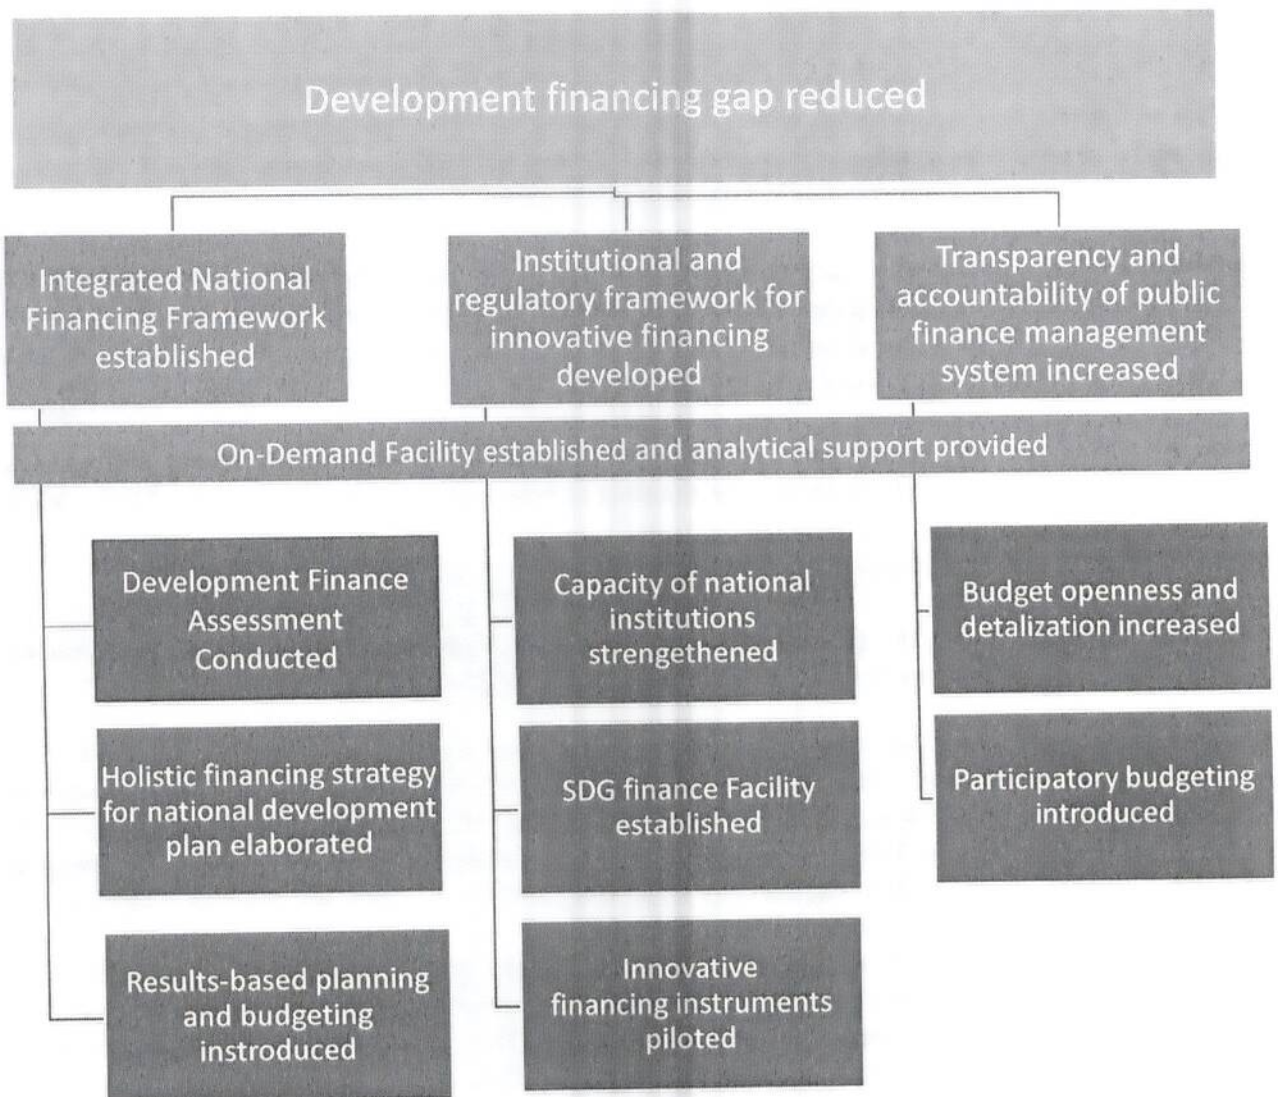 Development financing gap reduced
Integrated National
Financing Framework
established
Institutional and
regulatory framework for
innovative financing
developed
Transparency and
accountability of public
finance management
system increased
On-Demand Facility established and analytical support provided
Development Finance
Assessment
Conducted
Holistic financing strategy
for national development
plan elaborated
Results-based planning
and budgeting
instroduced
Capacity of national
institutions
strengethened
SDG finance Facility
established
Innovative
financing instruments
piloted
Budget openness and
detalization increased
Participatory budgeting
introduced